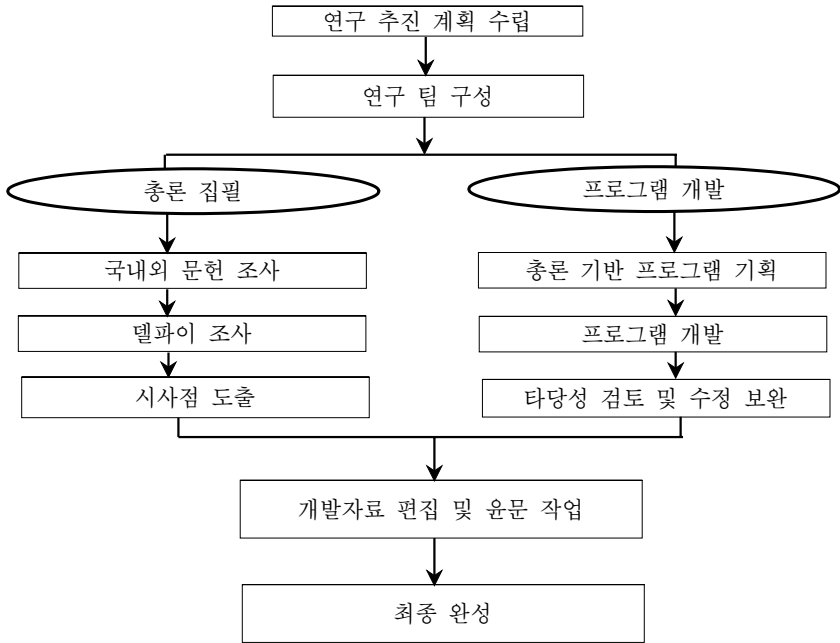 연구 추진 계획 수립
연구 팀 구성
총론 집필
프로그램 개발
국내외 문헌 조사
총론 기반 프로그램 기획
델파이 조사
프로그램 개발
시사점 도출
타당성 검토 및 수정 보완
개발자료 편집 및 윤문 작업
최종 완성